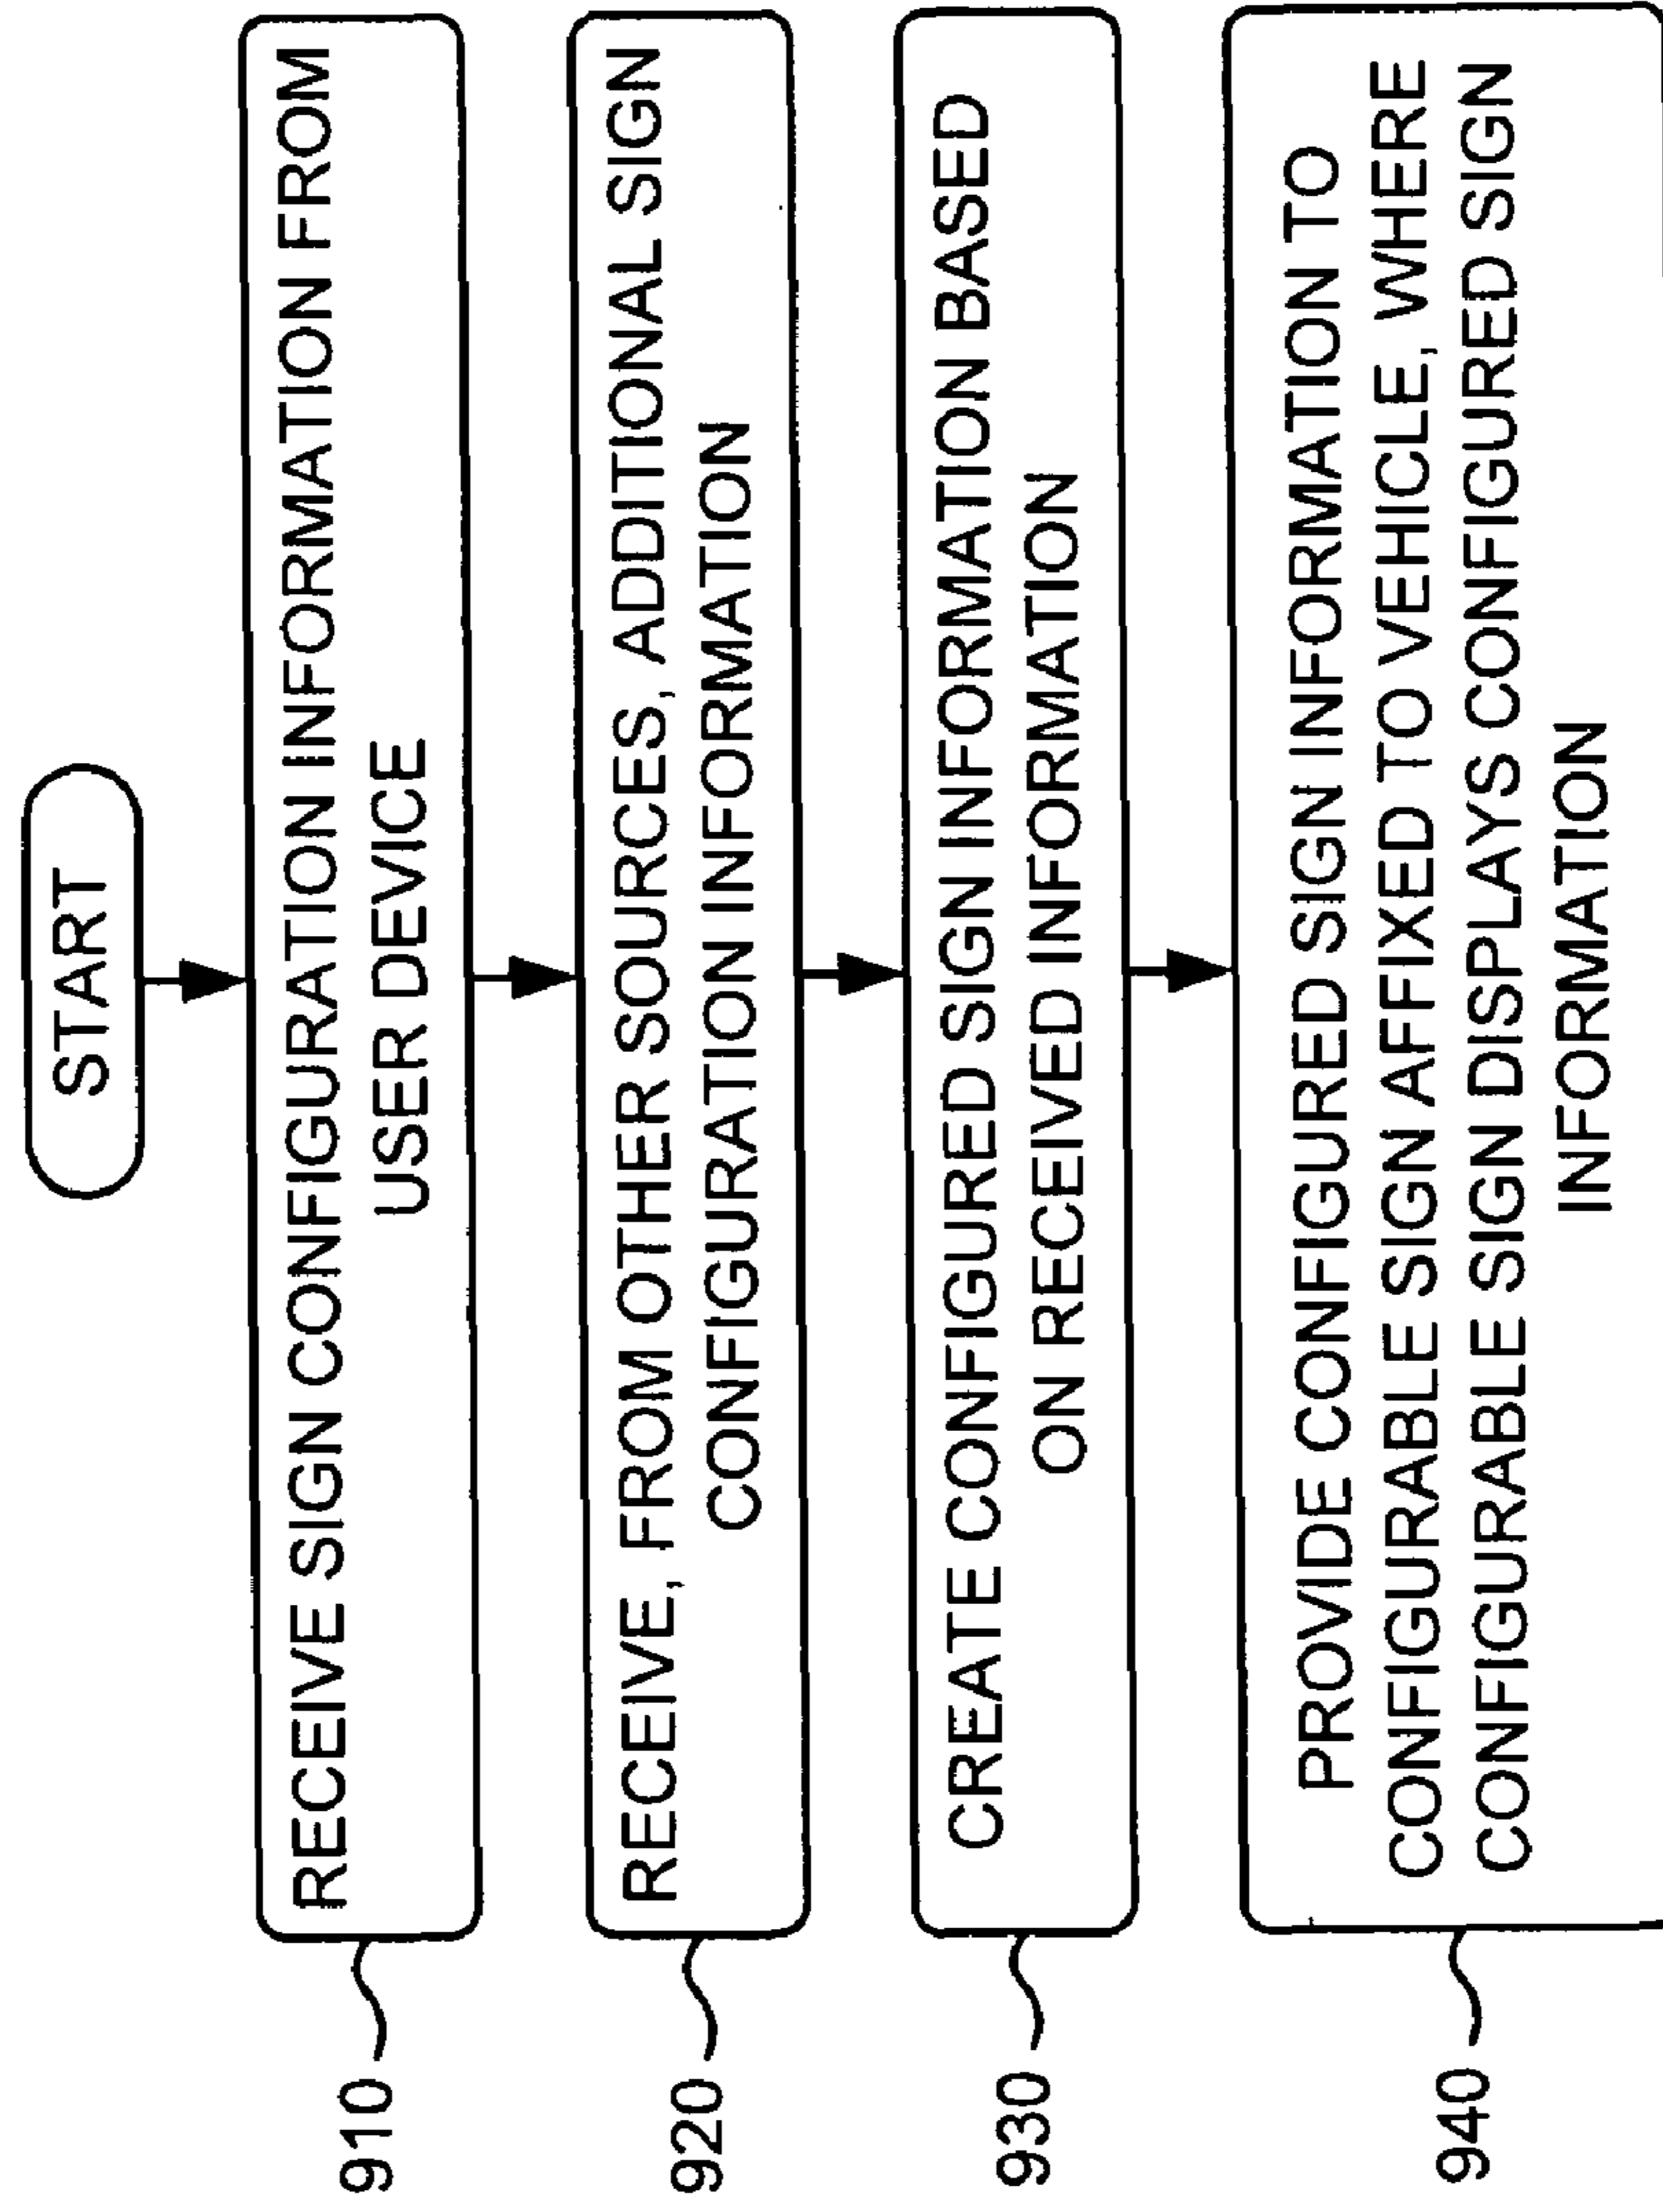 START
910
RECEIVE SIGN CONFIGURATION INFORMATION FROM
USER DEVICE
920
RECEIVE, FROM OTHER SOURCES, ADDITIONAL SIGN
CONFIGURATION INFORMATION
930
CREATE CONFIGURED SIGN INFORMATION BASED
ON RECEIVED INFORMATION
940
PROVIDE CONFIGURED SIGN INFORMATION TO
CONFIGURABLE SIGN AFFIXED TO VEHICLE, WHERE
CONFIGURABLE SIGN DISPLAYS CONFIGURED SIGN
INFORMATION